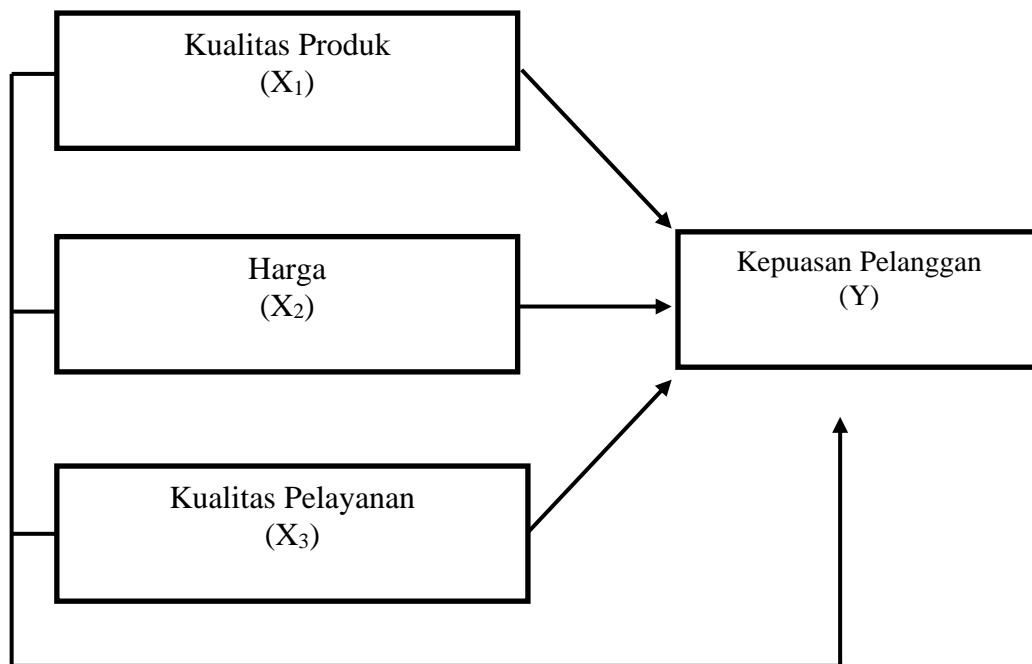 Kualitas Produk
(X₁)
Harga
(X₂)
Kepuasan Pelanggan
(Y)
Kualitas Pelayanan
(X₃)